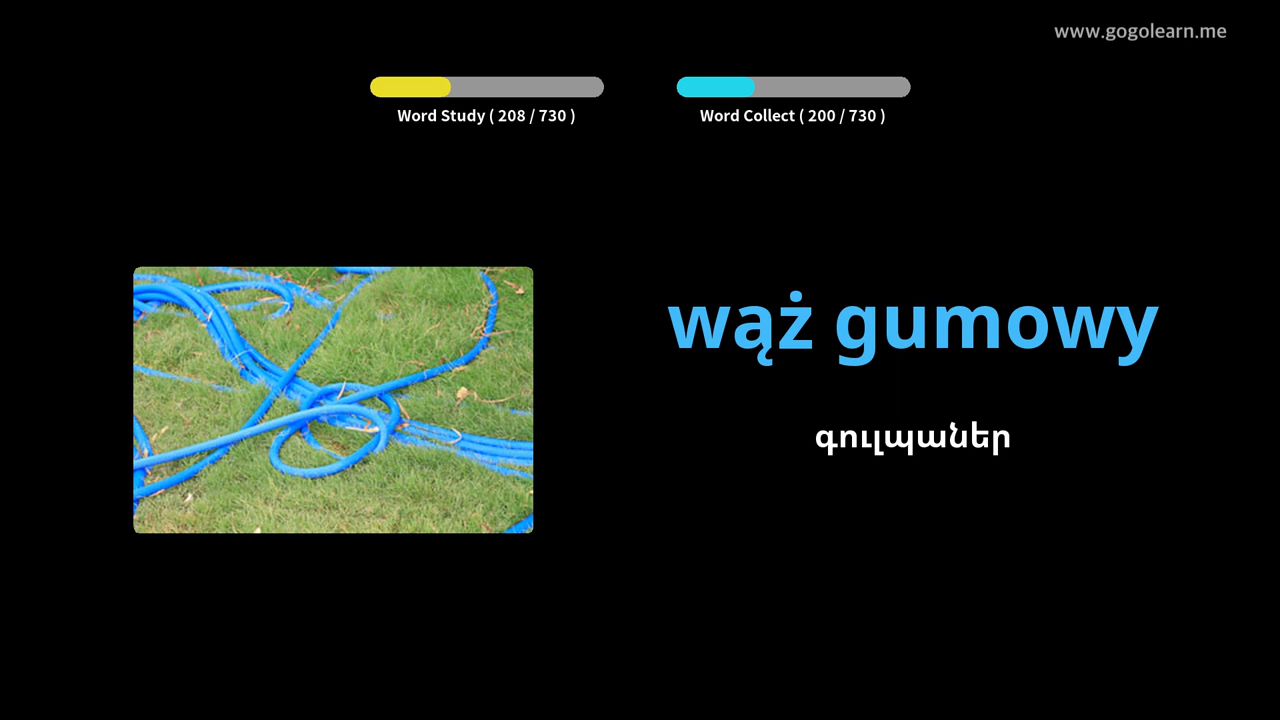 www.gogolearn.me
Word Study ( 208 / 730 )
Word Collect ( 200 / 730 )
wąż gumowy
գուլպաներ